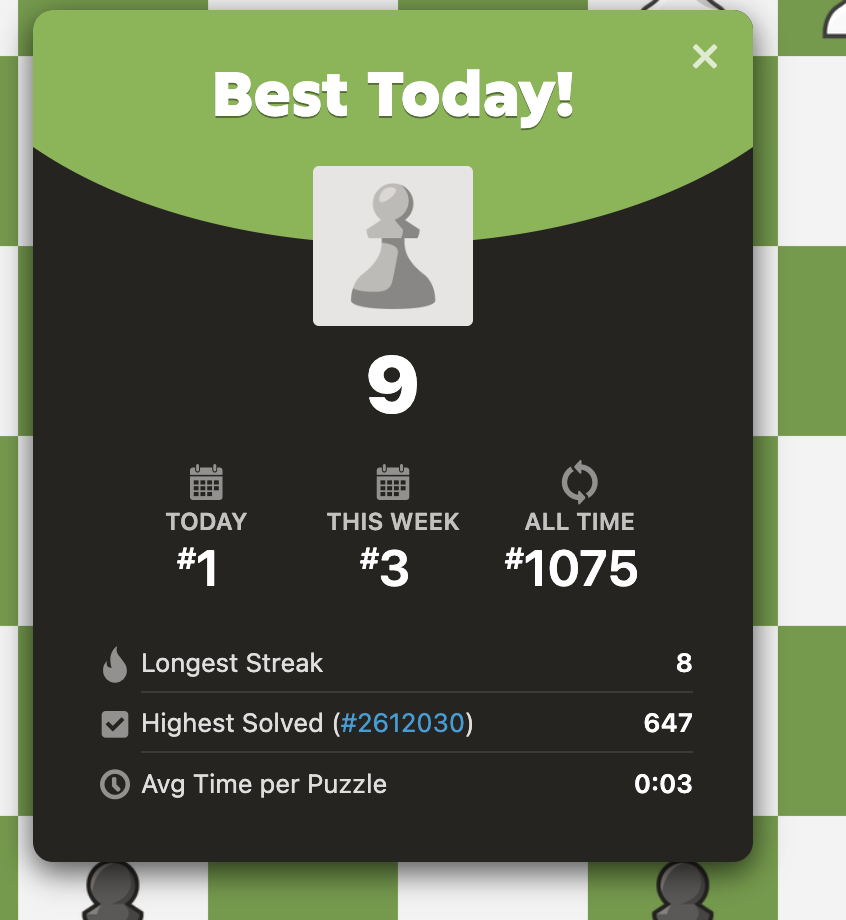 Best Today!
9
TODAY THIS WEEK ALL TIME
#1 #3 #1075
Longest Streak 8
Highest Solved (#2612030) 647
Avg Time per Puzzle 0:03